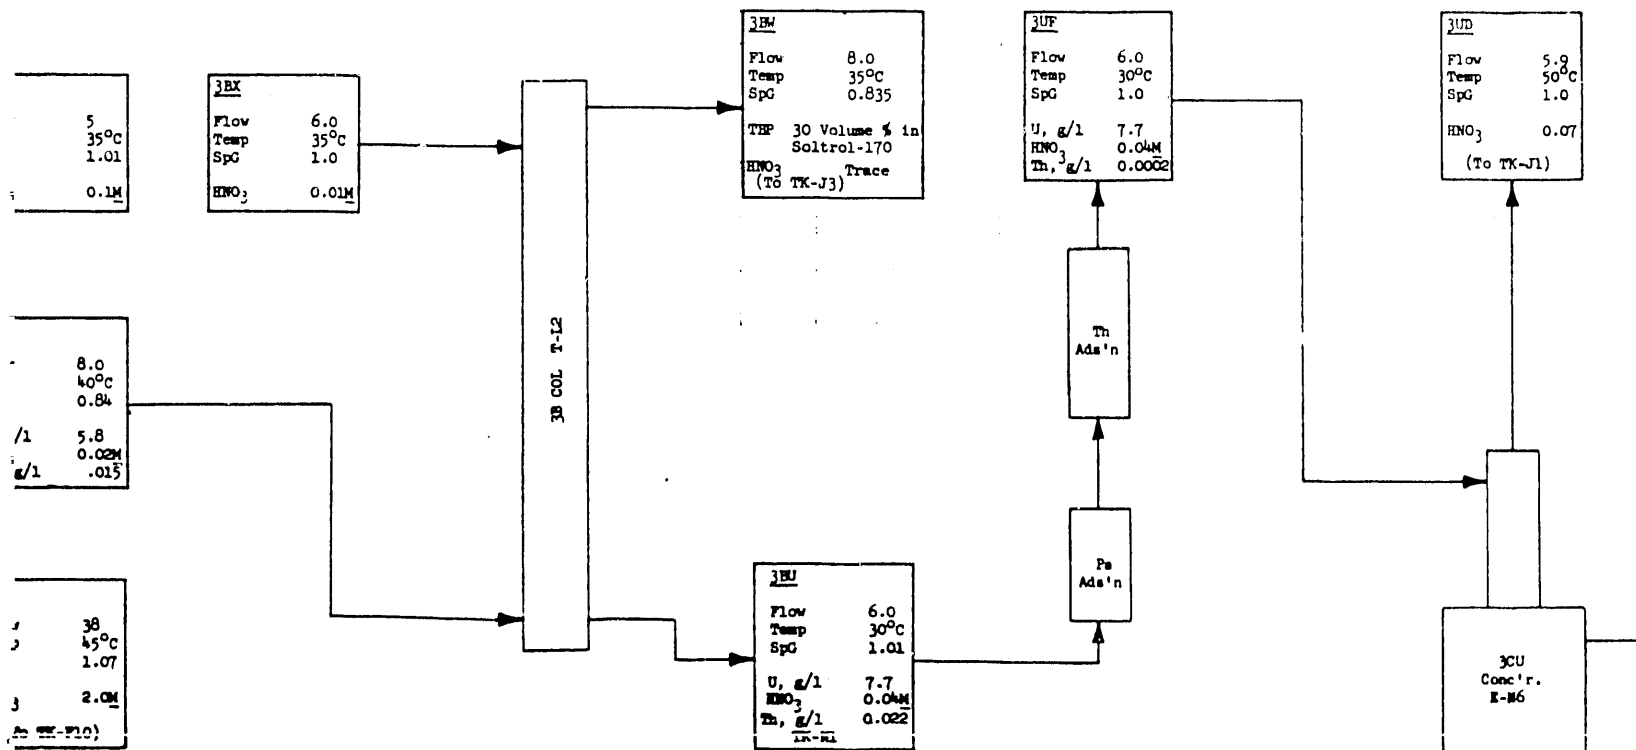 5
35°C
1.01
0.1M
8.0
40°C
0.84
/1 5.8
0.02M
g/1 .015
38
45°C
1.07
3 2.0M
3BX
Flow 6.0
Temp 35°C
SpG 1.0
HNO3 0.01M
3B COL T-L2
3BW
Flow 8.0
Temp 35°C
SpG 0.835
TBP 30 Volume % in
Soltrol-170
HNO3 Trace
(To TK-J3)
3BU
Flow 6.0
Temp 30°C
SpG 1.01
U, g/1 7.7
HNO3 0.04M
Th, g/1 0.022
TK-M1
Pa
Ads'n
Th
Ads'n
3UF
Flow 6.0
Temp 30°C
SpG 1.0
U, g/1 7.7
HNO3 0.04M
Th, g/1 0.0002
3UD
Flow 5.9
Temp 50°C
SpG 1.0
HNO3 0.07
(To TK-J1)
3CU
Conc'r.